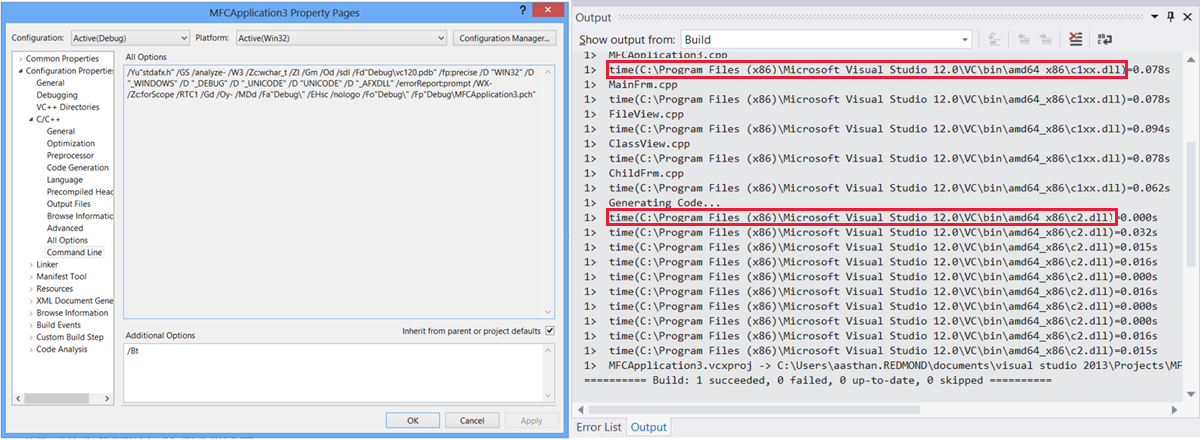 MFCApplication3 Property Pages
? ×
Configuration: Active(Debug) Platform: Active(Win32) Configuration Manager...
Common Properties
Configuration Properties
General
Debugging
VC++ Directories
C/C++
General
Optimization
Preprocessor
Code Generation
Language
Precompiled Head
Output Files
Browse Informatio
Advanced
All Options
Command Line
Linker
Manifest Tool
Resources
XML Document Gene
Browse Information
Build Events
Custom Build Step
Code Analysis
All Options
/Yu"stdafx.h" /GS /analyze- /W3 /Zc:wchar_t /ZI /Gm /Od /sdl /Fd"Debug\vc120.pdb" /fp:precise /D "WIN32" /D
"_WINDOWS" /D "_DEBUG" /D "_UNICODE" /D "UNICODE" /D "_AFXDLL" /errorReport:prompt /WX-
/Zc:forScope /RTC1 /Gd /Oy- /MDd /Fa"Debug\" /EHsc /nologo /Fo"Debug\" /Fp"Debug\MFCApplication3.pch"
Inherit from parent or project defaults
Additional Options
/Bt
OK Cancel Apply
Output
Show output from: Build
1> MFCApplication3.cpp
1> time(C:\Program Files (x86)\Microsoft Visual Studio 12.0\VC\bin\amd64_x86\c1xx.dll)=0.078s
1> MainFrm.cpp
1> time(C:\Program Files (x86)\Microsoft Visual Studio 12.0\VC\bin\amd64_x86\c1xx.dll)=0.078s
1> FileView.cpp
1> time(C:\Program Files (x86)\Microsoft Visual Studio 12.0\VC\bin\amd64_x86\c1xx.dll)=0.094s
1> ClassView.cpp
1> time(C:\Program Files (x86)\Microsoft Visual Studio 12.0\VC\bin\amd64_x86\c1xx.dll)=0.078s
1> ChildFrm.cpp
1> time(C:\Program Files (x86)\Microsoft Visual Studio 12.0\VC\bin\amd64_x86\c1xx.dll)=0.062s
1> Generating Code...
1> time(C:\Program Files (x86)\Microsoft Visual Studio 12.0\VC\bin\amd64_x86\c2.dll)=0.000s
1> time(C:\Program Files (x86)\Microsoft Visual Studio 12.0\VC\bin\amd64_x86\c2.dll)=0.032s
1> time(C:\Program Files (x86)\Microsoft Visual Studio 12.0\VC\bin\amd64_x86\c2.dll)=0.015s
1> time(C:\Program Files (x86)\Microsoft Visual Studio 12.0\VC\bin\amd64_x86\c2.dll)=0.016s
1> time(C:\Program Files (x86)\Microsoft Visual Studio 12.0\VC\bin\amd64_x86\c2.dll)=0.000s
1> time(C:\Program Files (x86)\Microsoft Visual Studio 12.0\VC\bin\amd64_x86\c2.dll)=0.016s
1> time(C:\Program Files (x86)\Microsoft Visual Studio 12.0\VC\bin\amd64_x86\c2.dll)=0.000s
1> time(C:\Program Files (x86)\Microsoft Visual Studio 12.0\VC\bin\amd64_x86\c2.dll)=0.000s
1> time(C:\Program Files (x86)\Microsoft Visual Studio 12.0\VC\bin\amd64_x86\c2.dll)=0.016s
1> time(C:\Program Files (x86)\Microsoft Visual Studio 12.0\VC\bin\amd64_x86\c2.dll)=0.015s
1> MFCApplication3.vcxproj -> C:\Users\aasthan.REDMOND\documents\visual studio 2013\Projects\MF
========== Build: 1 succeeded, 0 failed, 0 up-to-date, 0 skipped ==========
Error List Output